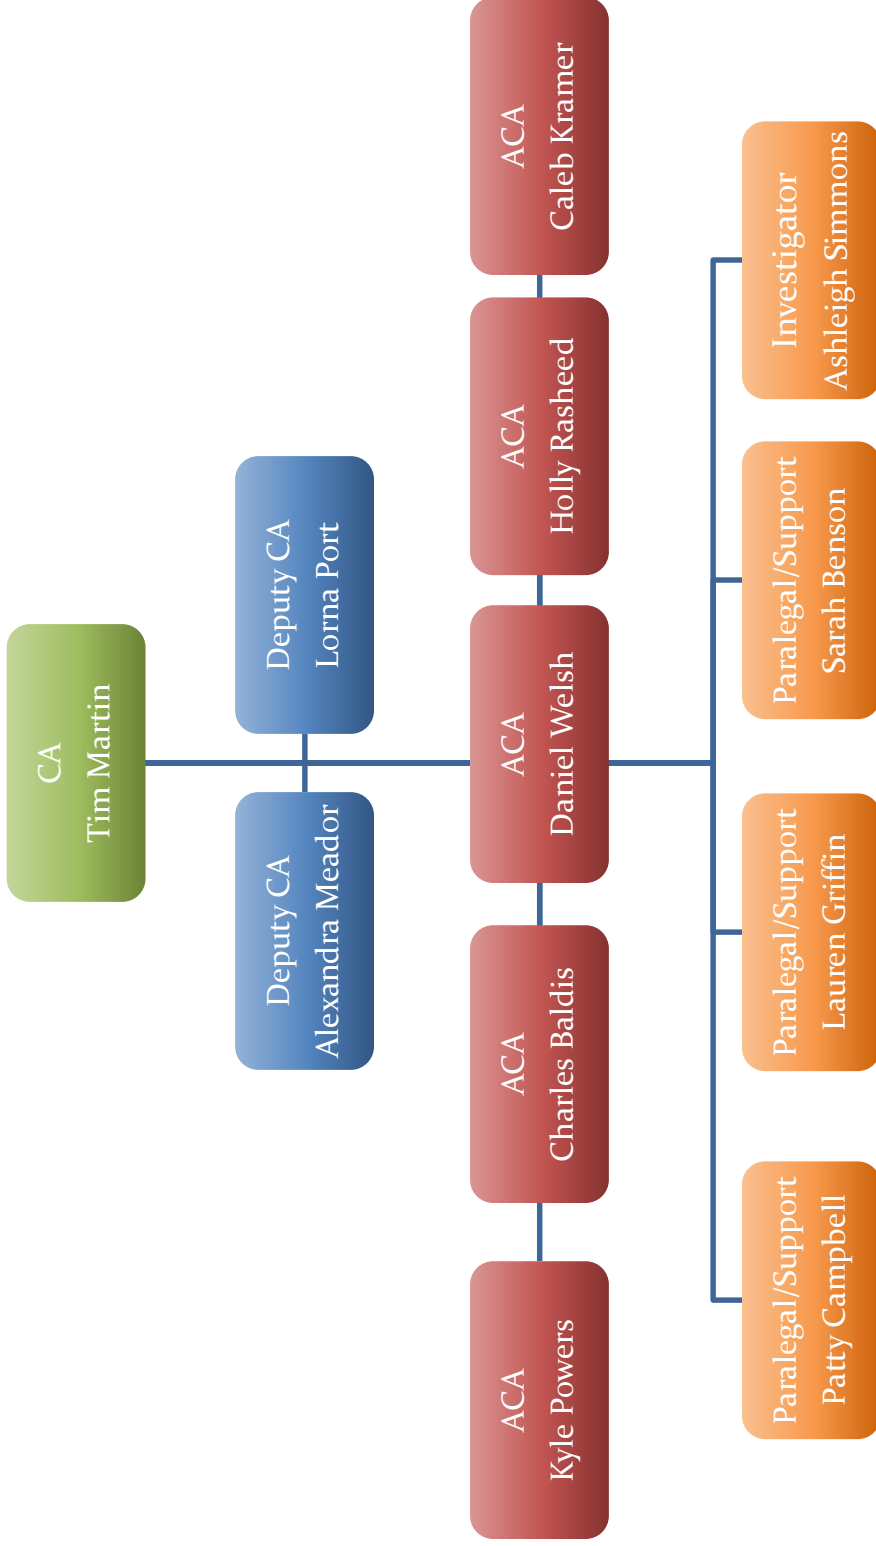 CA
Tim Martin
Deputy CA
Alexandra Meador
Deputy CA
Lorna Port
ACA
Kyle Powers
ACA
Charles Baldis
ACA
Daniel Welsh
ACA
Holly Rasheed
ACA
Caleb Kramer
Paralegal/Support
Patty Campbell
Paralegal/Support
Lauren Griffin
Paralegal/Support
Sarah Benson
Investigator
Ashleigh Simmons